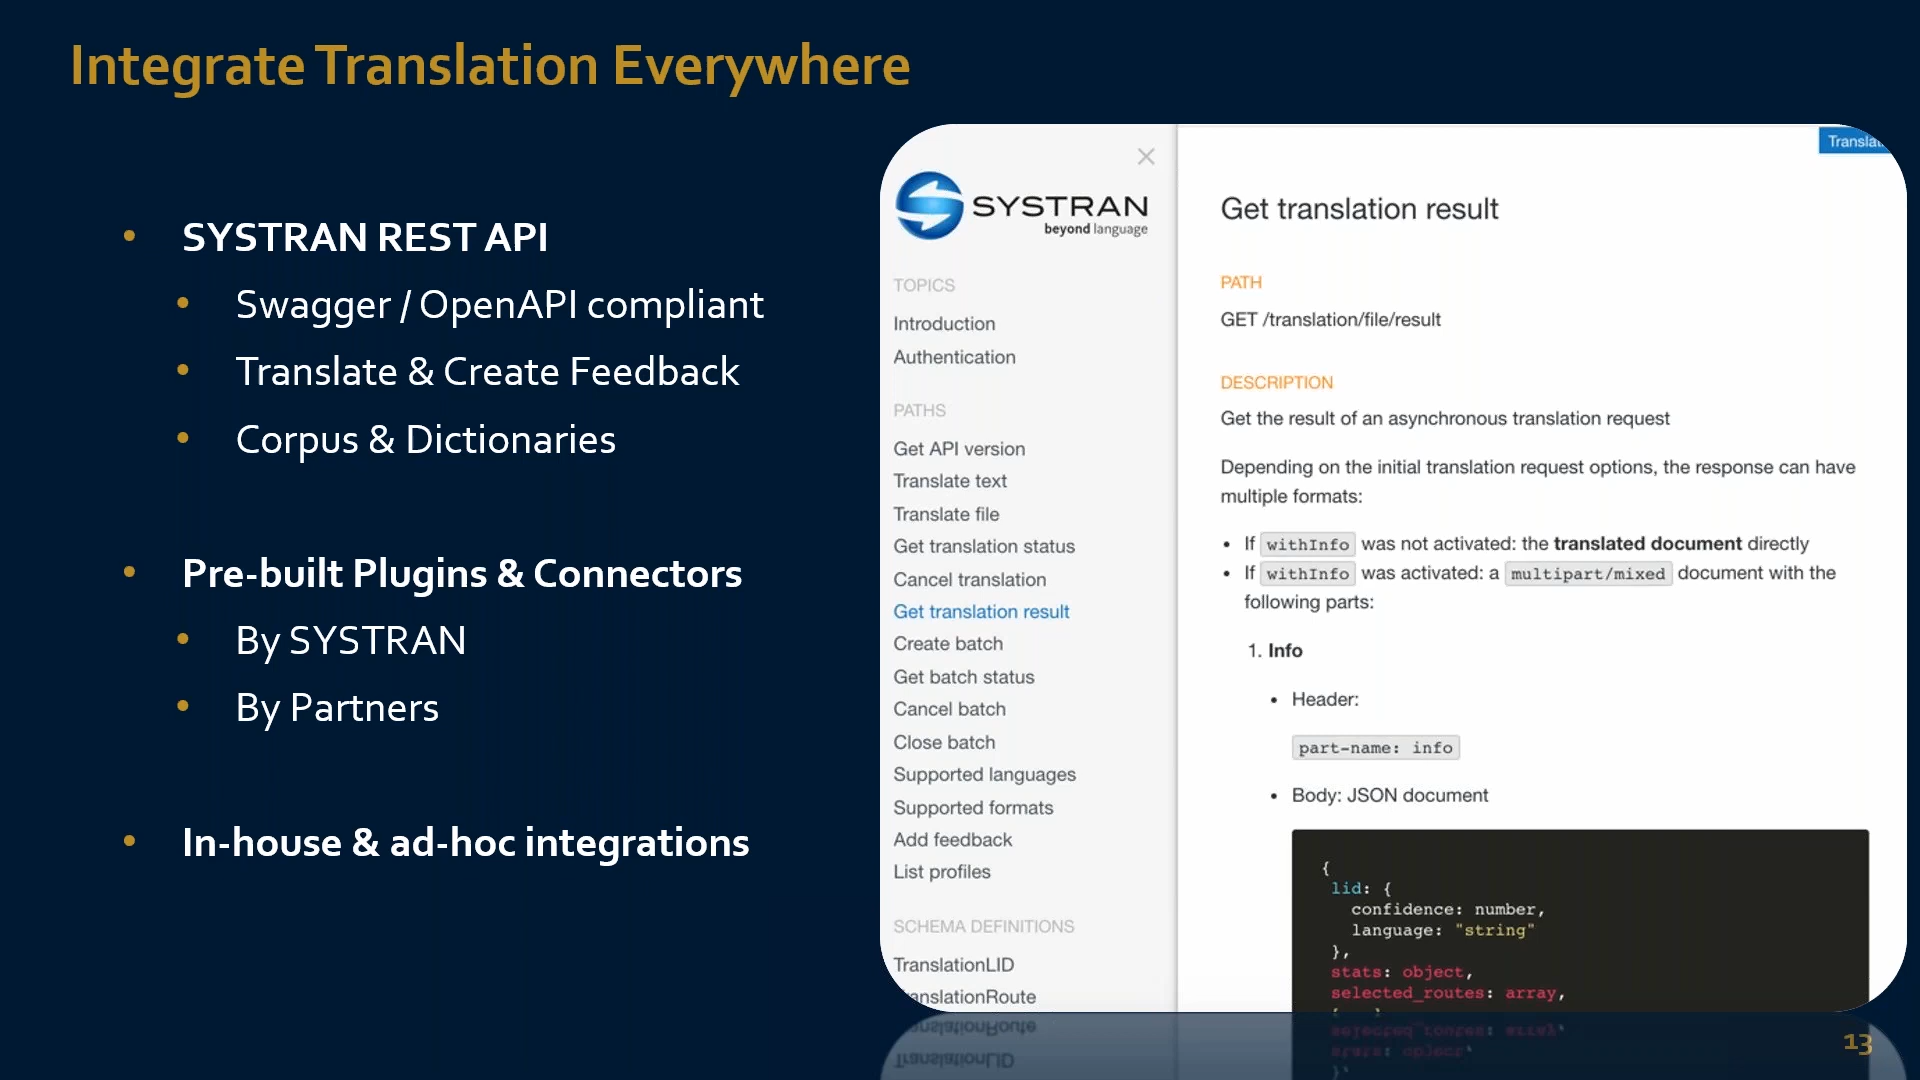 Integrate Translation Everywhere
• SYSTRAN REST API
• Swagger / OpenAPI compliant
• Translate & Create Feedback
• Corpus & Dictionaries
• Pre-built Plugins & Connectors
• By SYSTRAN
• By Partners
• In-house & ad-hoc integrations
SYSTRAN
beyond language
TOPICS
Introduction
Authentication
PATHS
Get API version
Translate text
Translate file
Get translation status
Cancel translation
Get translation result
Create batch
Get batch status
Cancel batch
Close batch
Supported languages
Supported formats
Add feedback
List profiles
SCHEMA DEFINITIONS
TranslationLID
anslationRoute
Translat
Get translation result
PATH
GET /translation/file/result
DESCRIPTION
Get the result of an asynchronous translation request
Depending on the initial translation request options, the response can have
multiple formats:
• If withInfo was not activated: the translated document directly
• If withInfo was activated: a multipart/mixed document with the
following parts:
1. Info
• Header:
part-name: info
• Body: JSON document
{
lid: {
confidence: number,
language: "string"
},
stats: object,
selected_routes: array,
13